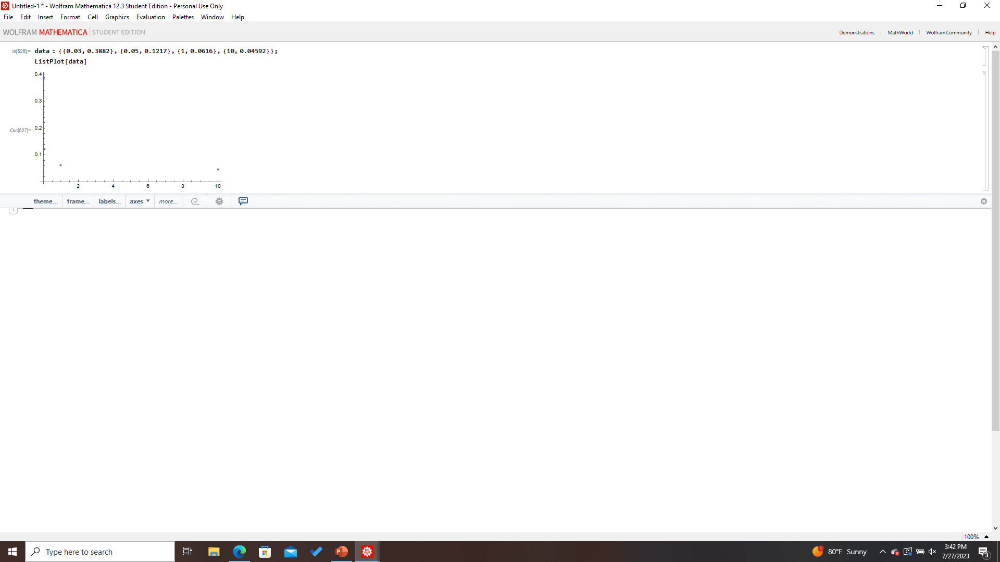 Untitled-1 * - Wolfram Mathematica 12.3 Student Edition - Personal Use Only
File Edit Insert Format Cell Graphics Evaluation Palettes Window Help
WOLFRAM MATHEMATICA STUDENT EDITION
Demonstrations MathWorld Wolfram Community Help
In[526]:= data = {{0.03, 0.3882}, {0.05, 0.1217}, {1, 0.0616}, {10, 0.04592}};
ListPlot[data]
0.4
0.3
Out[527]= 0.2
0.1
2 4 6 8 10
theme... frame... labels... axes more...
100%
Type here to search
P
1
80°F Sunny
3:42 PM
7/27/2023
3